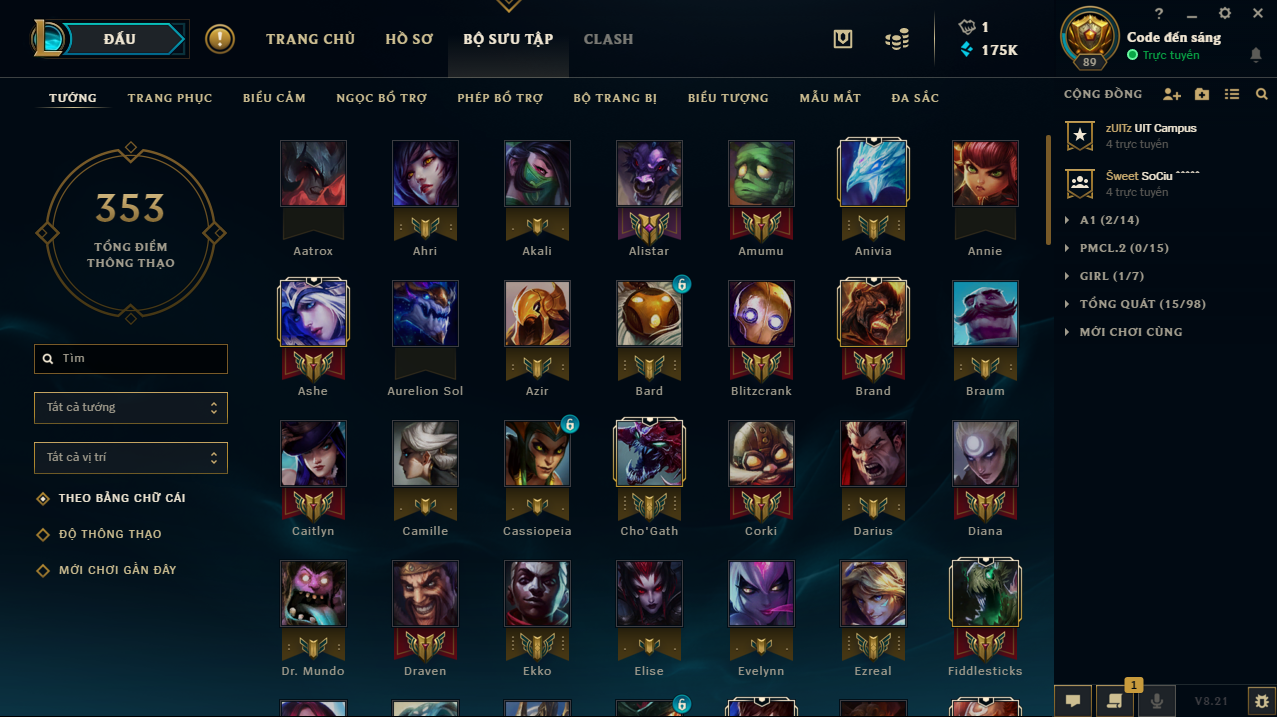 ĐẤU
TRANG CHỦ
HỒ SƠ
BỘ SƯU TẬP
CLASH
1
175K
89
Code đến sáng
Trực tuyến
TƯỚNG
TRANG PHỤC
BIỂU CẢM
NGỌC BỔ TRỢ
PHÉP BỔ TRỢ
BỘ TRANG BỊ
BIỂU TƯỢNG
MẪU MẮT
ĐA SẮC
353
TỔNG ĐIỂM
THÔNG THẠO
Tìm
Tất cả tướng
Tất cả vị trí
THEO BẢNG CHỮ CÁI
ĐỘ THÔNG THẠO
MỚI CHƠI GẦN ĐÂY
Aatrox
Ahri
Akali
Alistar
Amumu
Anivia
Annie
6
Ashe
Aurelion Sol
Azir
Bard
Blitzcrank
Brand
Braum
6
Caitlyn
Camille
Cassiopeia
Cho'Gath
Corki
Darius
Diana
Dr. Mundo
Draven
Ekko
Elise
Evelynn
Ezreal
Fiddlesticks
6
CỘNG ĐỒNG
zUITz UIT Campus
4 trực tuyến
Šweet SoCiu ˆˆˆˆˆ
4 trực tuyến
A1 (2/14)
PMCL.2 (0/15)
GIRL (1/7)
TỔNG QUÁT (15/98)
MỚI CHƠI CÙNG
1
V8.21